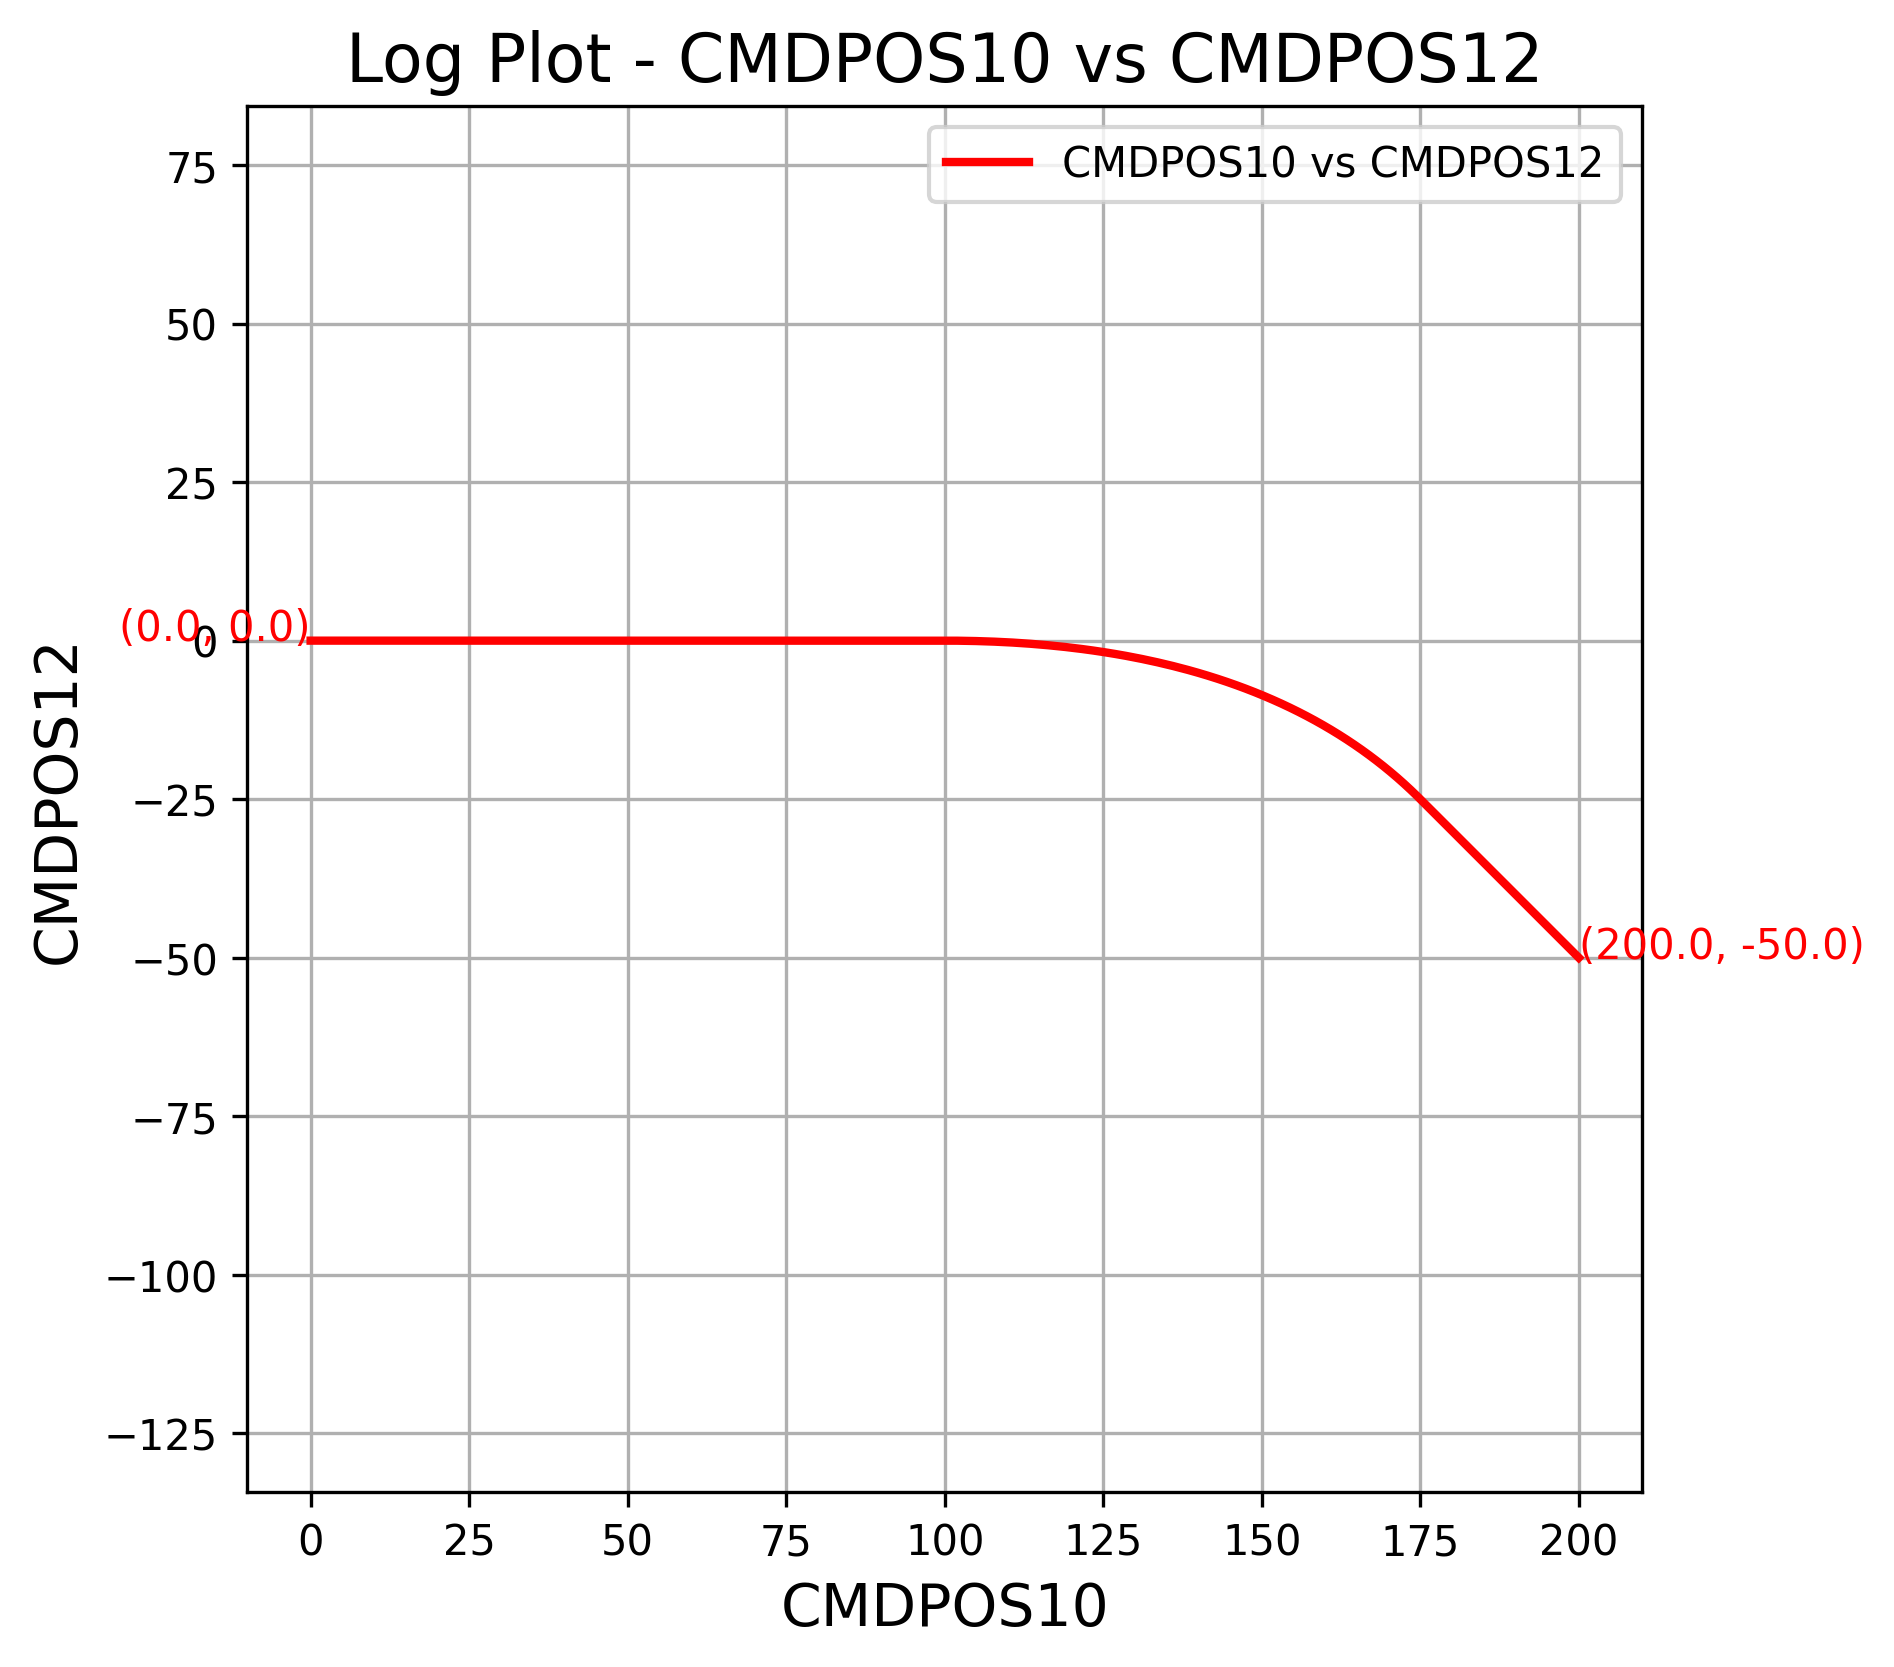 Log Plot - CMDPOS10 vs CMDPOS12
CMDPOS10 vs CMDPOS12
75
50
25
(0.0, 0.0)
0
−25
−50
(200.0, -50.0)
−75
−100
−125
CMDPOS12
0 25 50 75 100 125 150 175 200
CMDPOS10